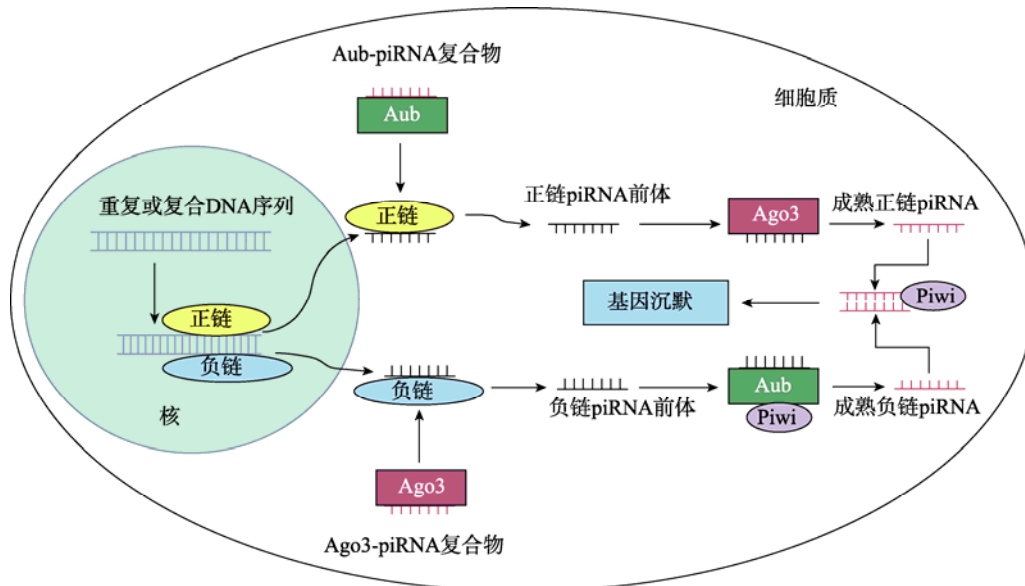 Aub-piRNA复合物
Aub
细胞质
重复或复合DNA序列
正链
正链piRNA前体
Ago3
成熟正链piRNA
正链
基因沉默
Piwi
负链
负链
负链piRNA前体
Aub
Piwi
成熟负链piRNA
核
Ago3
Ago3-piRNA复合物